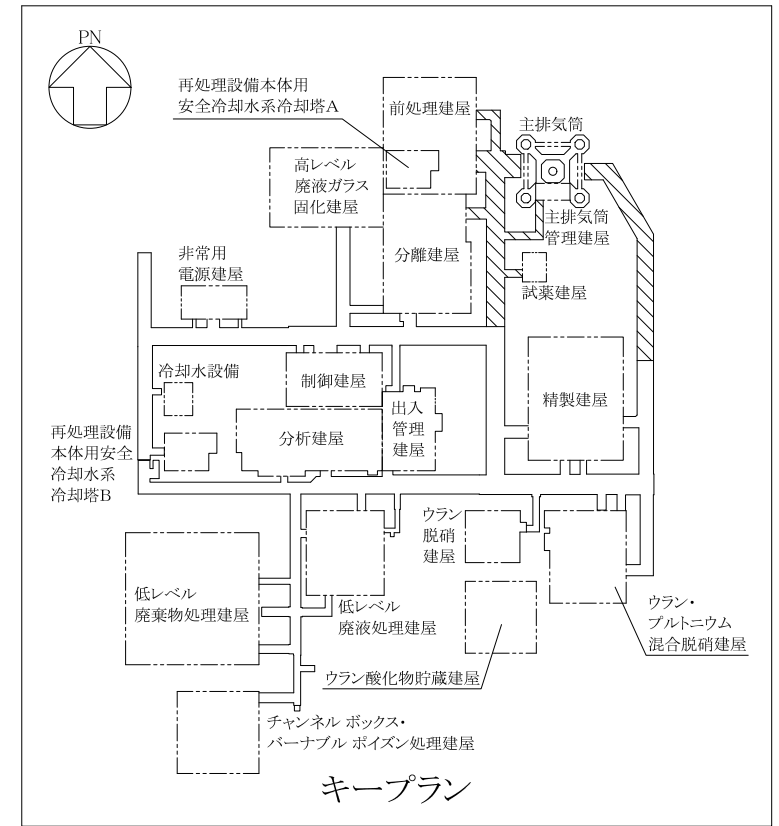 PN
再処理設備本体用
安全冷却水系冷却塔A
前処理建屋
主排気筒
高レベル
廃液ガラス
固化建屋
主排気筒
管理建屋
非常用
電源建屋
分離建屋
試薬建屋
冷却水設備
制御建屋
出入
管理
建屋
精製建屋
分析建屋
再処理設備
本体用安全
冷却水系
冷却塔B
ウラン
脱硝
建屋
低レベル
廃棄物処理建屋
低レベル
廃液処理建屋
ウラン・
プルトニウム
混合脱硝建屋
ウラン酸化物貯蔵建屋
チャンネル ボックス・
バーナブル ポイズン処理建屋
キープラン